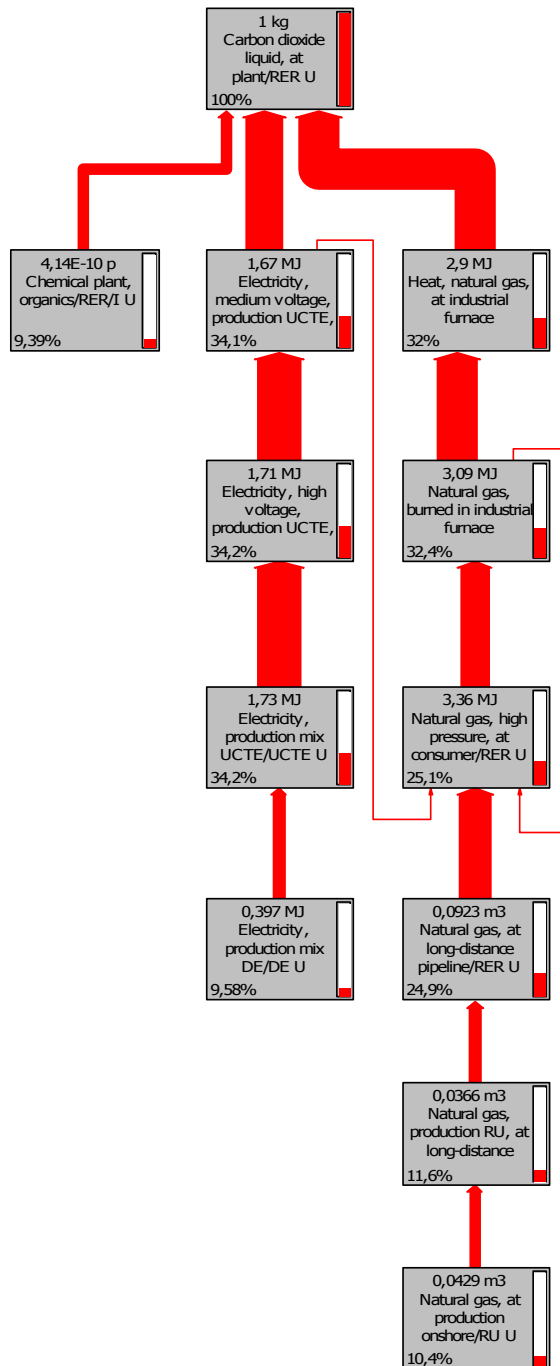 1 kg
Carbon dioxide
liquid, at
plant/RER U
100%
4,14E-10 p
Chemical plant,
organics/RER/I U
9,39%
1,67 MJ
Electricity,
medium voltage,
production UCTE,
34,1%
2,9 MJ
Heat, natural gas,
at industrial
furnace
32%
1,71 MJ
Electricity, high
voltage,
production UCTE,
34,2%
3,09 MJ
Natural gas,
burned in industrial
furnace
32,4%
1,73 MJ
Electricity,
production mix
UCTE/UCTE U
34,2%
3,36 MJ
Natural gas, high
pressure, at
consumer/RER U
25,1%
0,397 MJ
Electricity,
production mix
DE/DE U
9,58%
0,0923 m3
Natural gas, at
long-distance
pipeline/RER U
24,9%
0,0366 m3
Natural gas,
production RU, at
long-distance
11,6%
0,0429 m3
Natural gas, at
production
onshore/RU U
10,4%